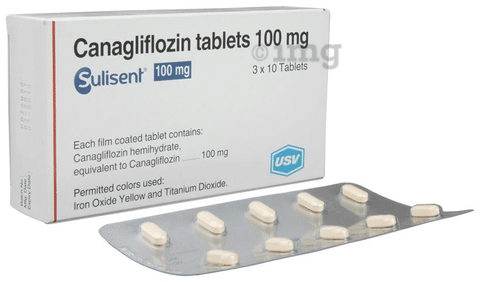 Canagliflozin tablets 100 mg
Sulisent® 100 mg
3 x 10 Tablets
1mg
Each film coated tablet contains:
Canagliflozin hemihydrate,
equivalent to Canagliflozin ....... 100 mg
USV
Permitted colors used:
Iron Oxide Yellow and Titanium Dioxide.